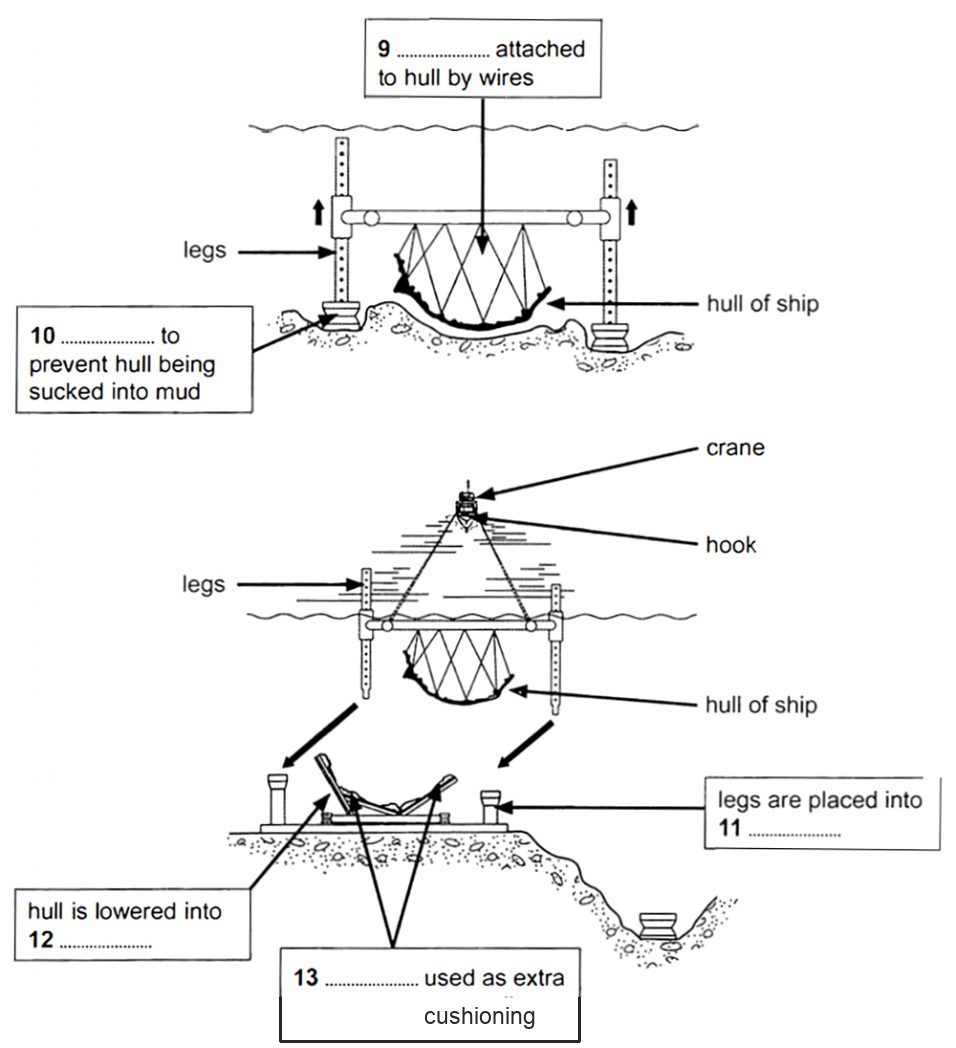 9 ...................... attached
to hull by wires
legs
hull of ship
10 ...................... to
prevent hull being
sucked into mud
crane
hook
legs
hull of ship
legs are placed into
11 ......................
hull is lowered into
12 ......................
13 ...................... used as extra
cushioning